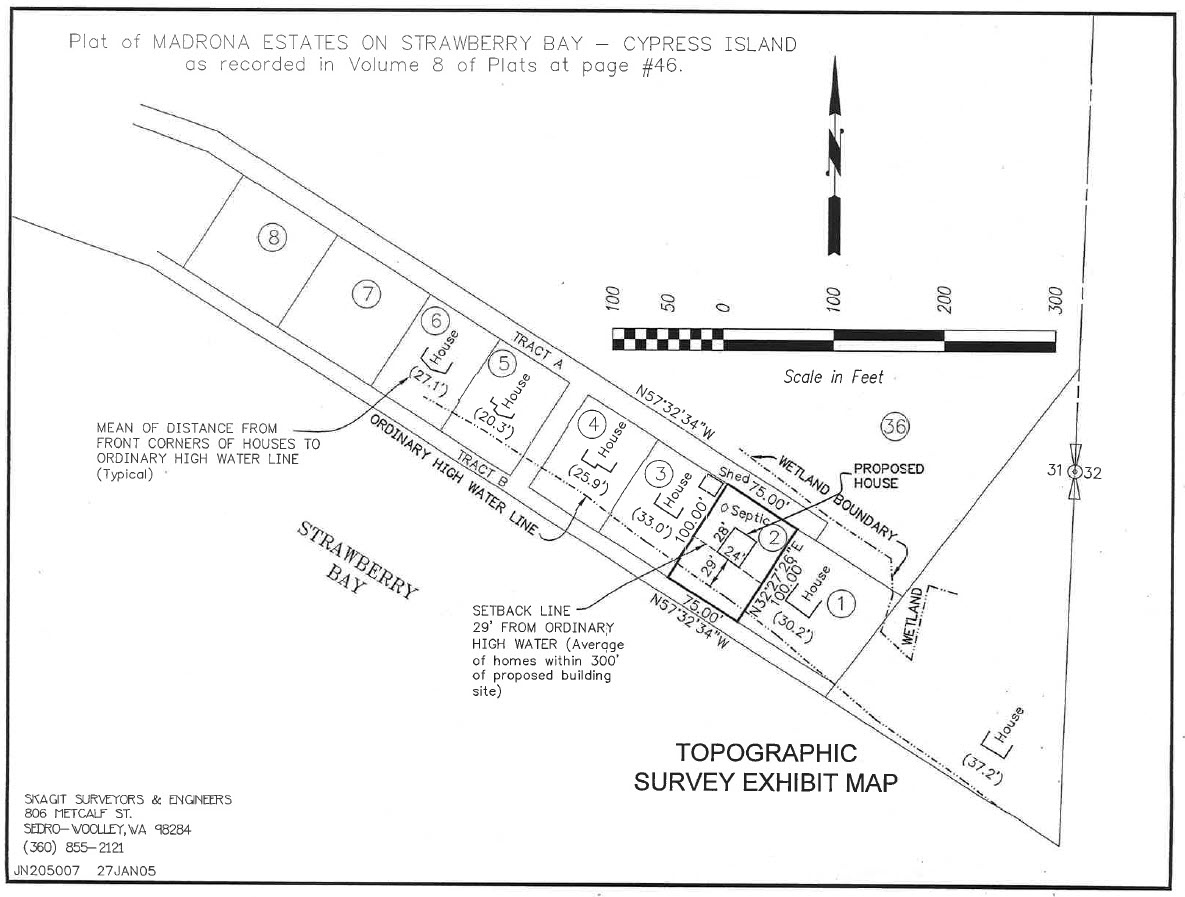 Plat of MADRONA ESTATES ON STRAWBERRY BAY – CYPRESS ISLAND
as recorded in Volume 8 of Plats at page #46.
N
100
50
0
100
200
300
Scale in Feet
8
7
6
House
(27.1')
5
House
(20.3')
TRACT A
4
House
(25.9')
N57°32'34"W
36
3
House
(33.0')
Shed
75.00'
WETLAND BOUNDARY
PROPOSED
HOUSE
31
32
MEAN OF DISTANCE FROM
FRONT CORNERS OF HOUSES TO
ORDINARY HIGH WATER LINE
(Typical)
ORDINARY HIGH WATER LINE
TRACT B
100.00'
Septic
2
28'
24'
29'
N32°27'26"E
100.00'
75.00'
N57°32'34"W
House
1
(30.2')
WETLAND
STRAWBERRY
BAY
SETBACK LINE
29' FROM ORDINARY
HIGH WATER (Average
of homes within 300'
of proposed building
site)
House
(37.2')
TOPOGRAPHIC
SURVEY EXHIBIT MAP
SKAGIT SURVEYORS & ENGINEERS
806 METCALF ST.
SEDRO–WOOLLEY, WA 98284
(360) 855–2121
JN205007 27JAN05